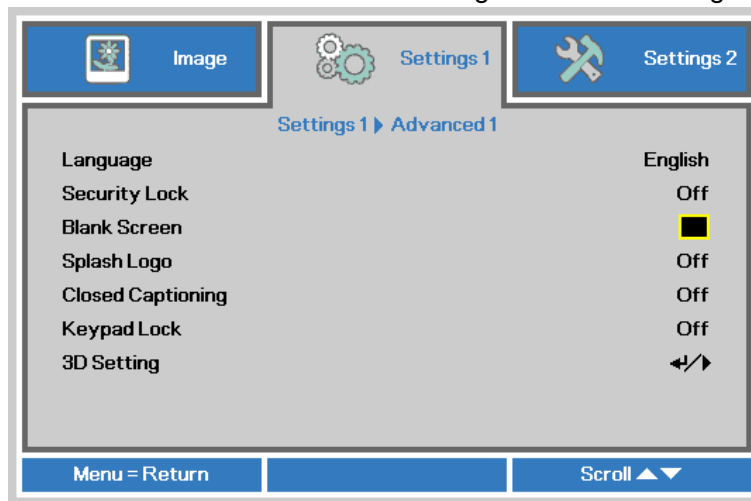 Image Settings 1 Settings 2
Settings 1 Advanced 1
Language English
Security Lock Off
Blank Screen
Splash Logo Off
Closed Captioning Off
Keypad Lock Off
3D Setting ↵/▶
Menu = Return Scroll ▲▼